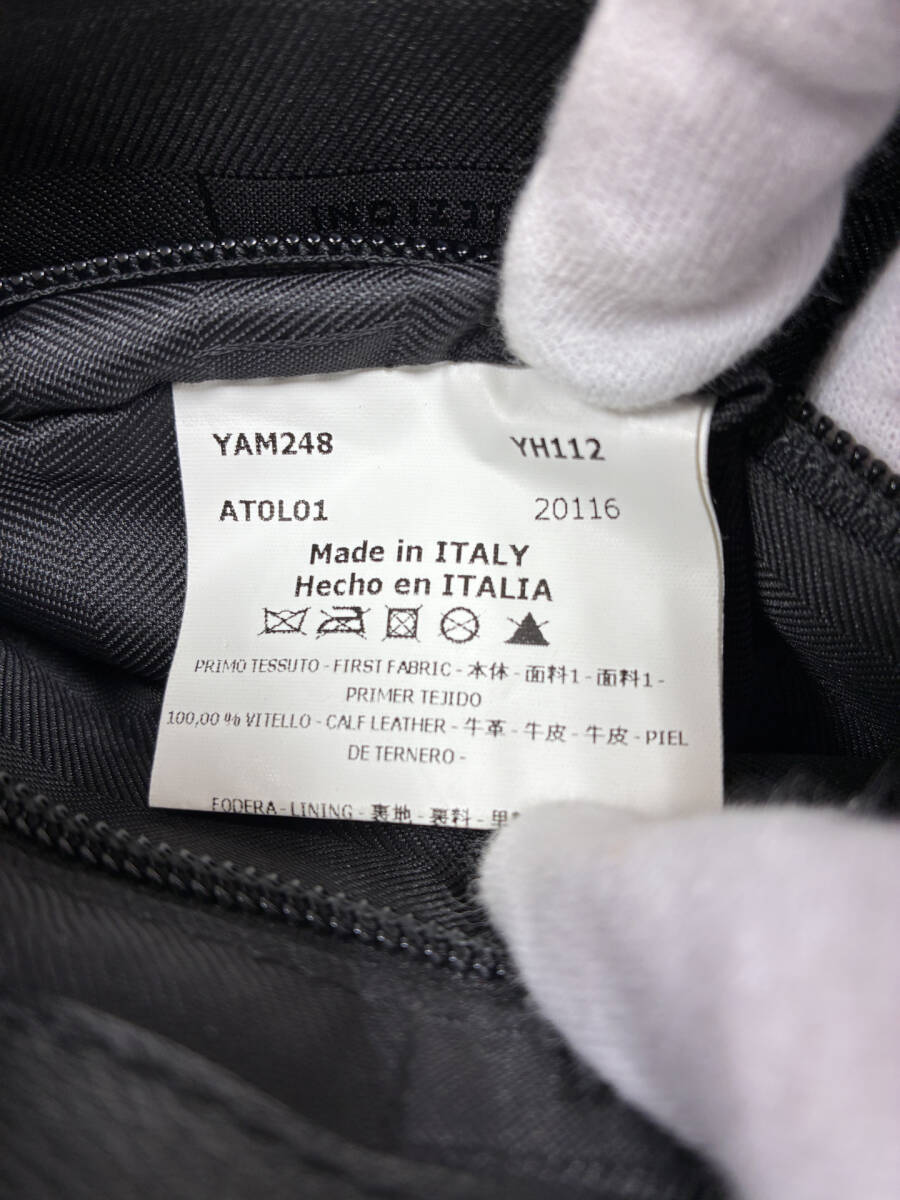 YAM248 YH112
AT0L01 20116
Made in ITALY
Hecho en ITALIA
PRIMO TESSUTO - FIRST FABRIC - 本体 - 面料1 - 面料1 -
PRIMER TEJIDO
100,00 % VITELLO - CALF LEATHER - 牛革 - 牛皮 - 牛皮 - PIEL
DE TERNERO -
FODERA - LINING - 裏地 - 裏料 -